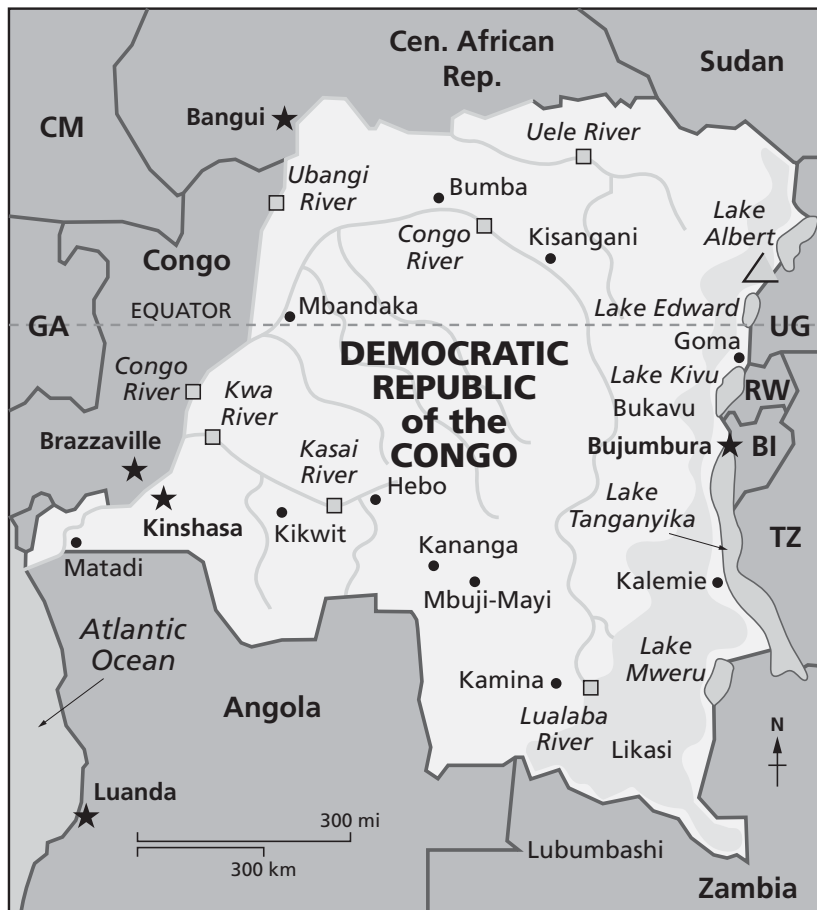 Cen. African
Rep.
Sudan
CM
Bangui
Uele River
Ubangi
River
Bumba
Lake
Albert
Congo
River
Kisangani
Congo
EQUATOR
Mbandaka
Lake Edward
GA
UG
Goma
DEMOCRATIC
REPUBLIC
of the
CONGO
Congo
River
Kwa
River
Lake Kivu
RW
Bukavu
Brazzaville
Kasai
River
Bujumbura
BI
Hebo
Lake
Tanganyika
Kinshasa
Kikwit
TZ
Matadi
Kananga
Mbuji-Mayi
Kalemie
Atlantic
Ocean
Lake
Mweru
Kamina
Angola
Lualaba
River
N
Likasi
Luanda
300 mi
300 km
Lubumbashi
Zambia